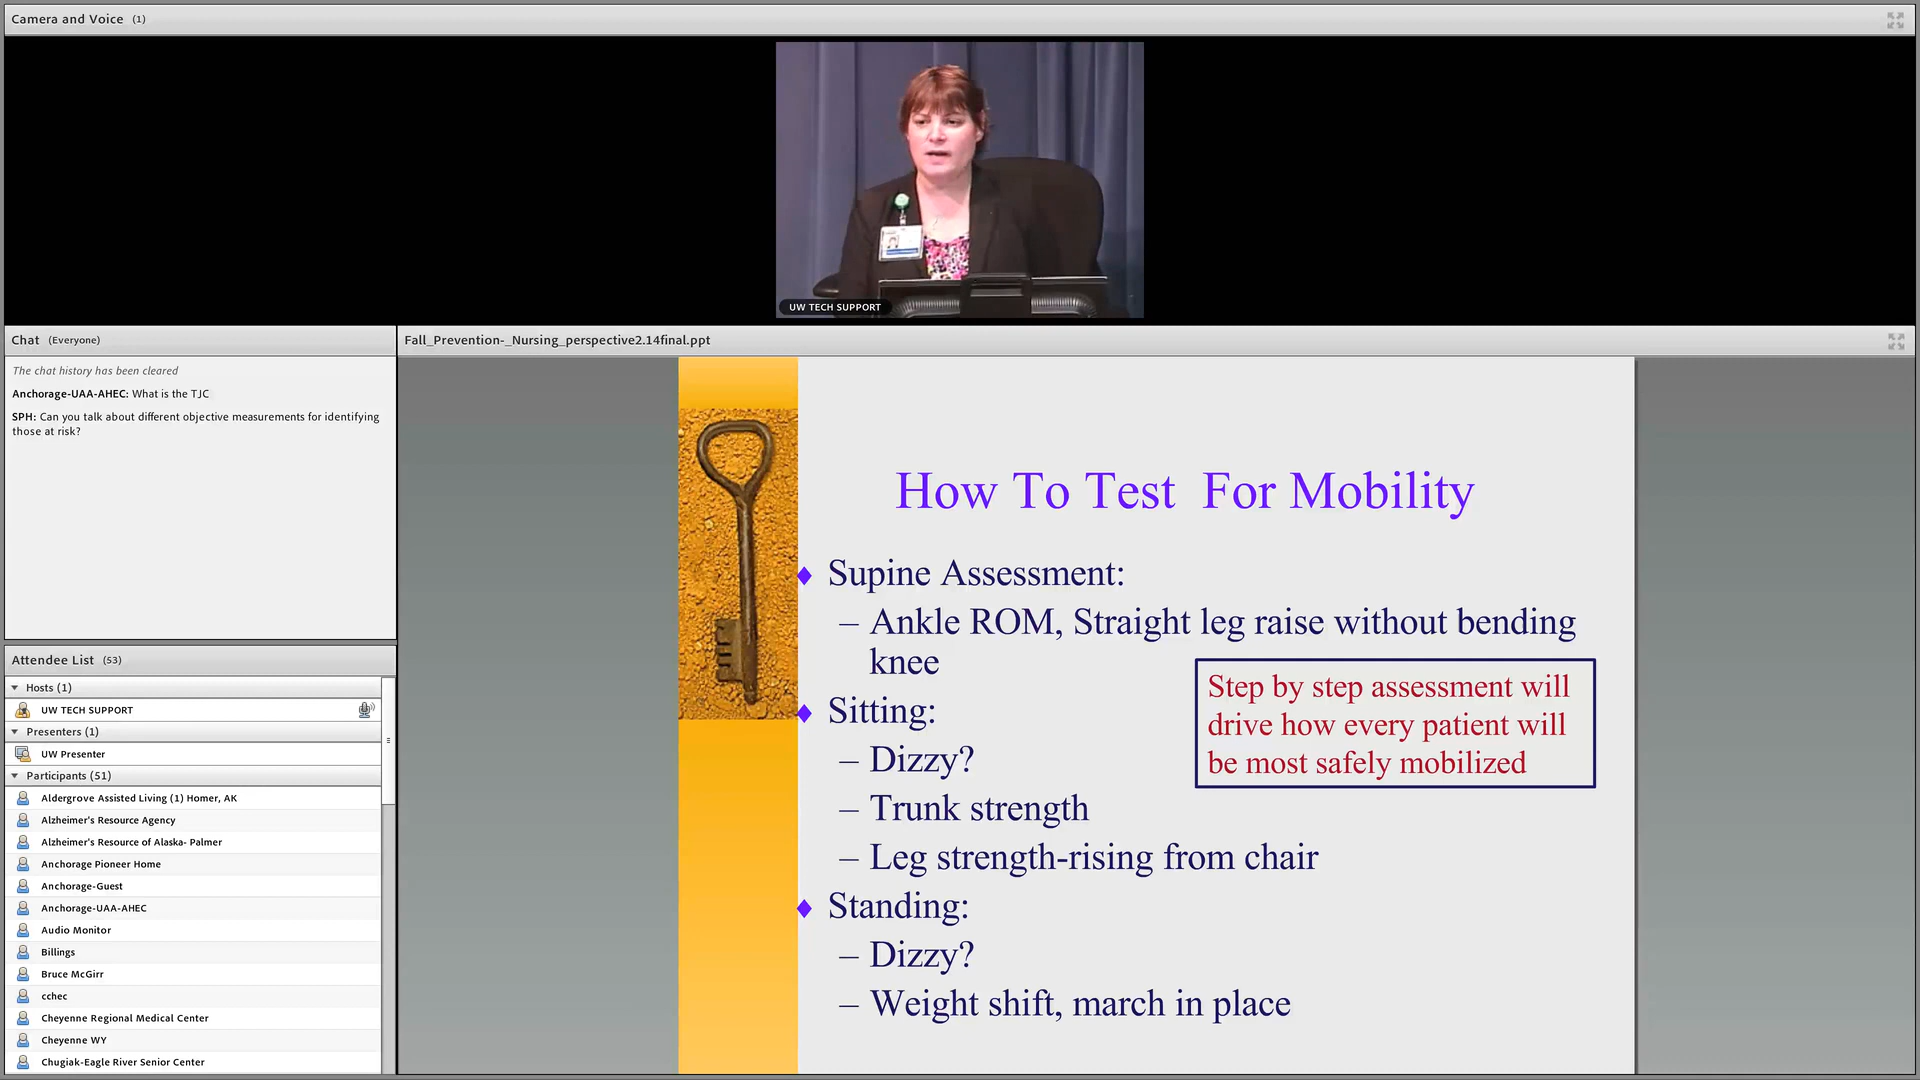 Camera and Voice (1)
UW TECH SUPPORT
Chat (Everyone)
The chat history has been cleared
Anchorage-UAA-AHEC: What is the TJC
SPH: Can you talk about different objective measurements for identifying
those at risk?
Attendee List (53)
Hosts (1)
UW TECH SUPPORT
Presenters (1)
UW Presenter
Participants (51)
Aldergrove Assisted Living (1) Homer, AK
Alzheimer's Resource Agency
Alzheimer's Resource of Alaska- Palmer
Anchorage Pioneer Home
Anchorage-Guest
Anchorage-UAA-AHEC
Audio Monitor
Billings
Bruce McGirr
cchec
Cheyenne Regional Medical Center
Cheyenne WY
Chugiak-Eagle River Senior Center
Fall_Prevention-_Nursing_perspective2.14final.ppt
How To Test  For Mobility
Supine Assessment:
– Ankle ROM, Straight leg raise without bending
knee
Sitting:
– Dizzy?
– Trunk strength
– Leg strength-rising from chair
Standing:
– Dizzy?
– Weight shift, march in place
Step by step assessment will
drive how every patient will
be most safely mobilized